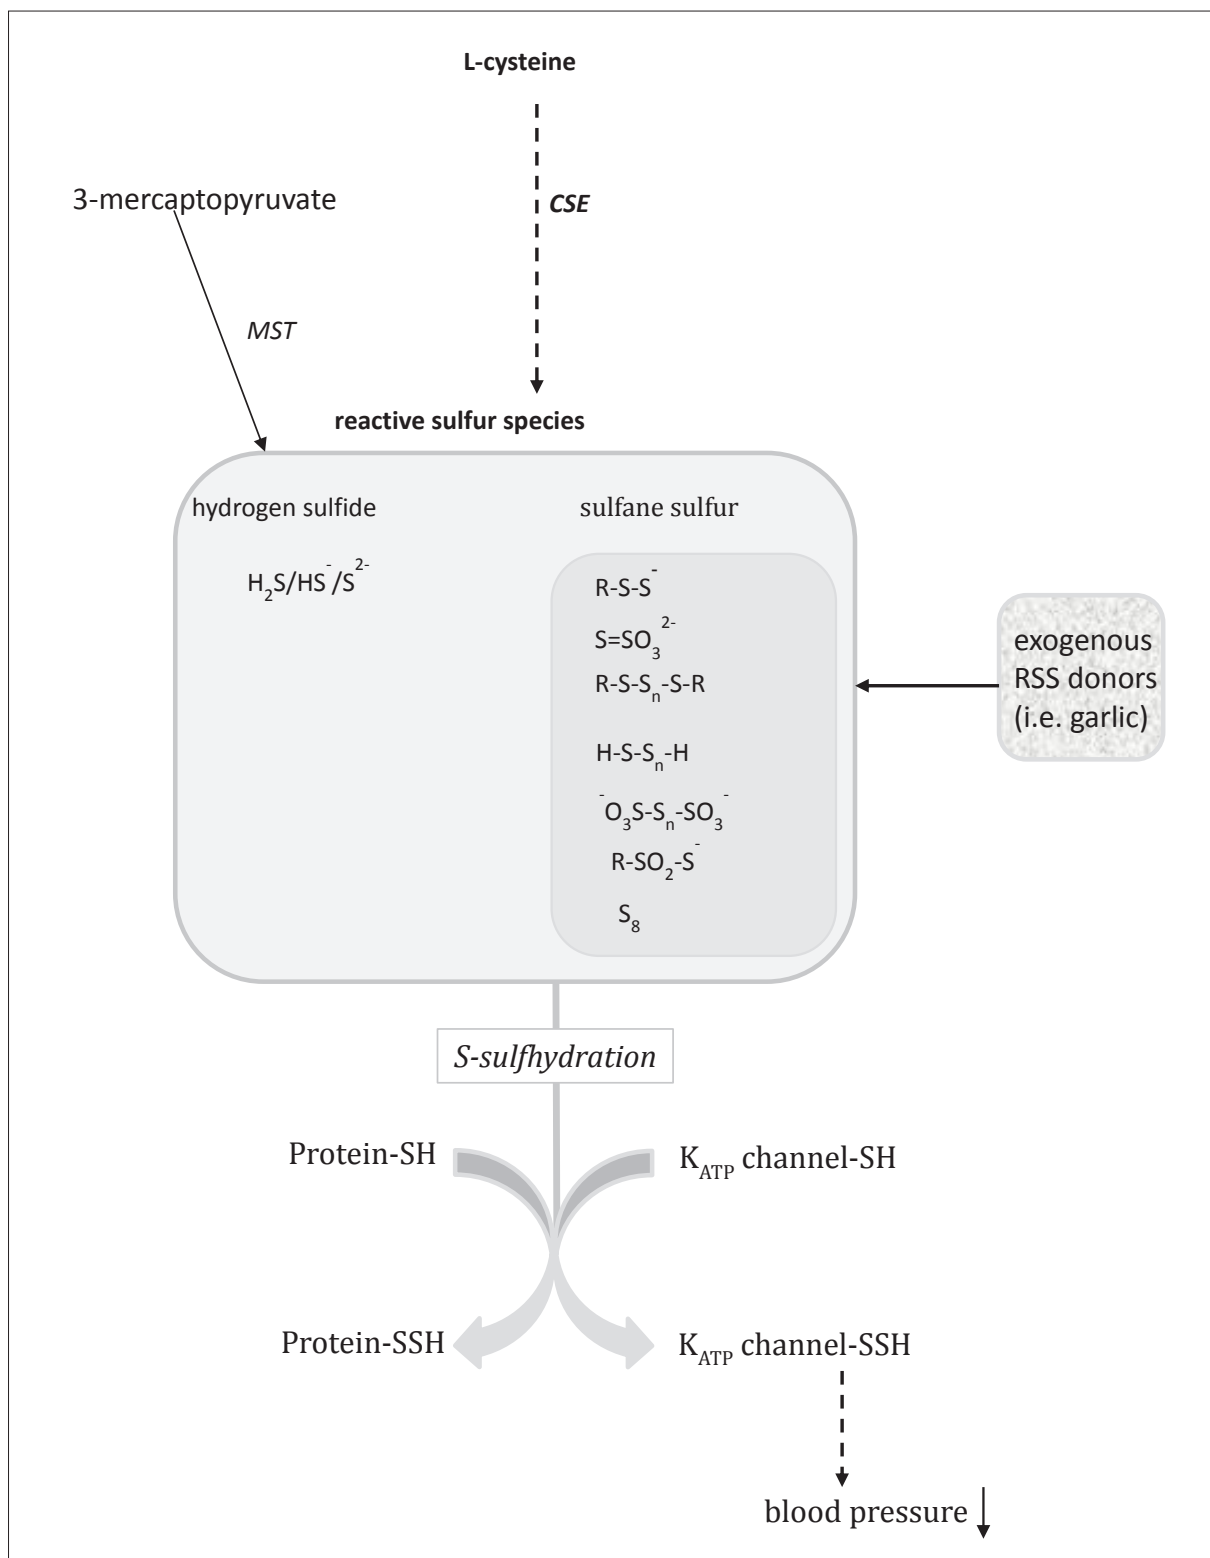 L-cysteine
3-mercaptopyruvate
CSE
MST
reactive sulfur species
hydrogen sulfide
sulfane sulfur
H₂S/HS⁻/S²⁻
R-S-S⁻
S=SO₃²⁻
R-S-Sₙ-S-R
H-S-Sₙ-H
⁻O₃S-Sₙ-SO₃⁻
R-SO₂-S⁻
S₈
exogenous
RSS donors
(i.e. garlic)
S-sulfhydration
Protein-SH
K_ATP channel-SH
Protein-SSH
K_ATP channel-SSH
blood pressure